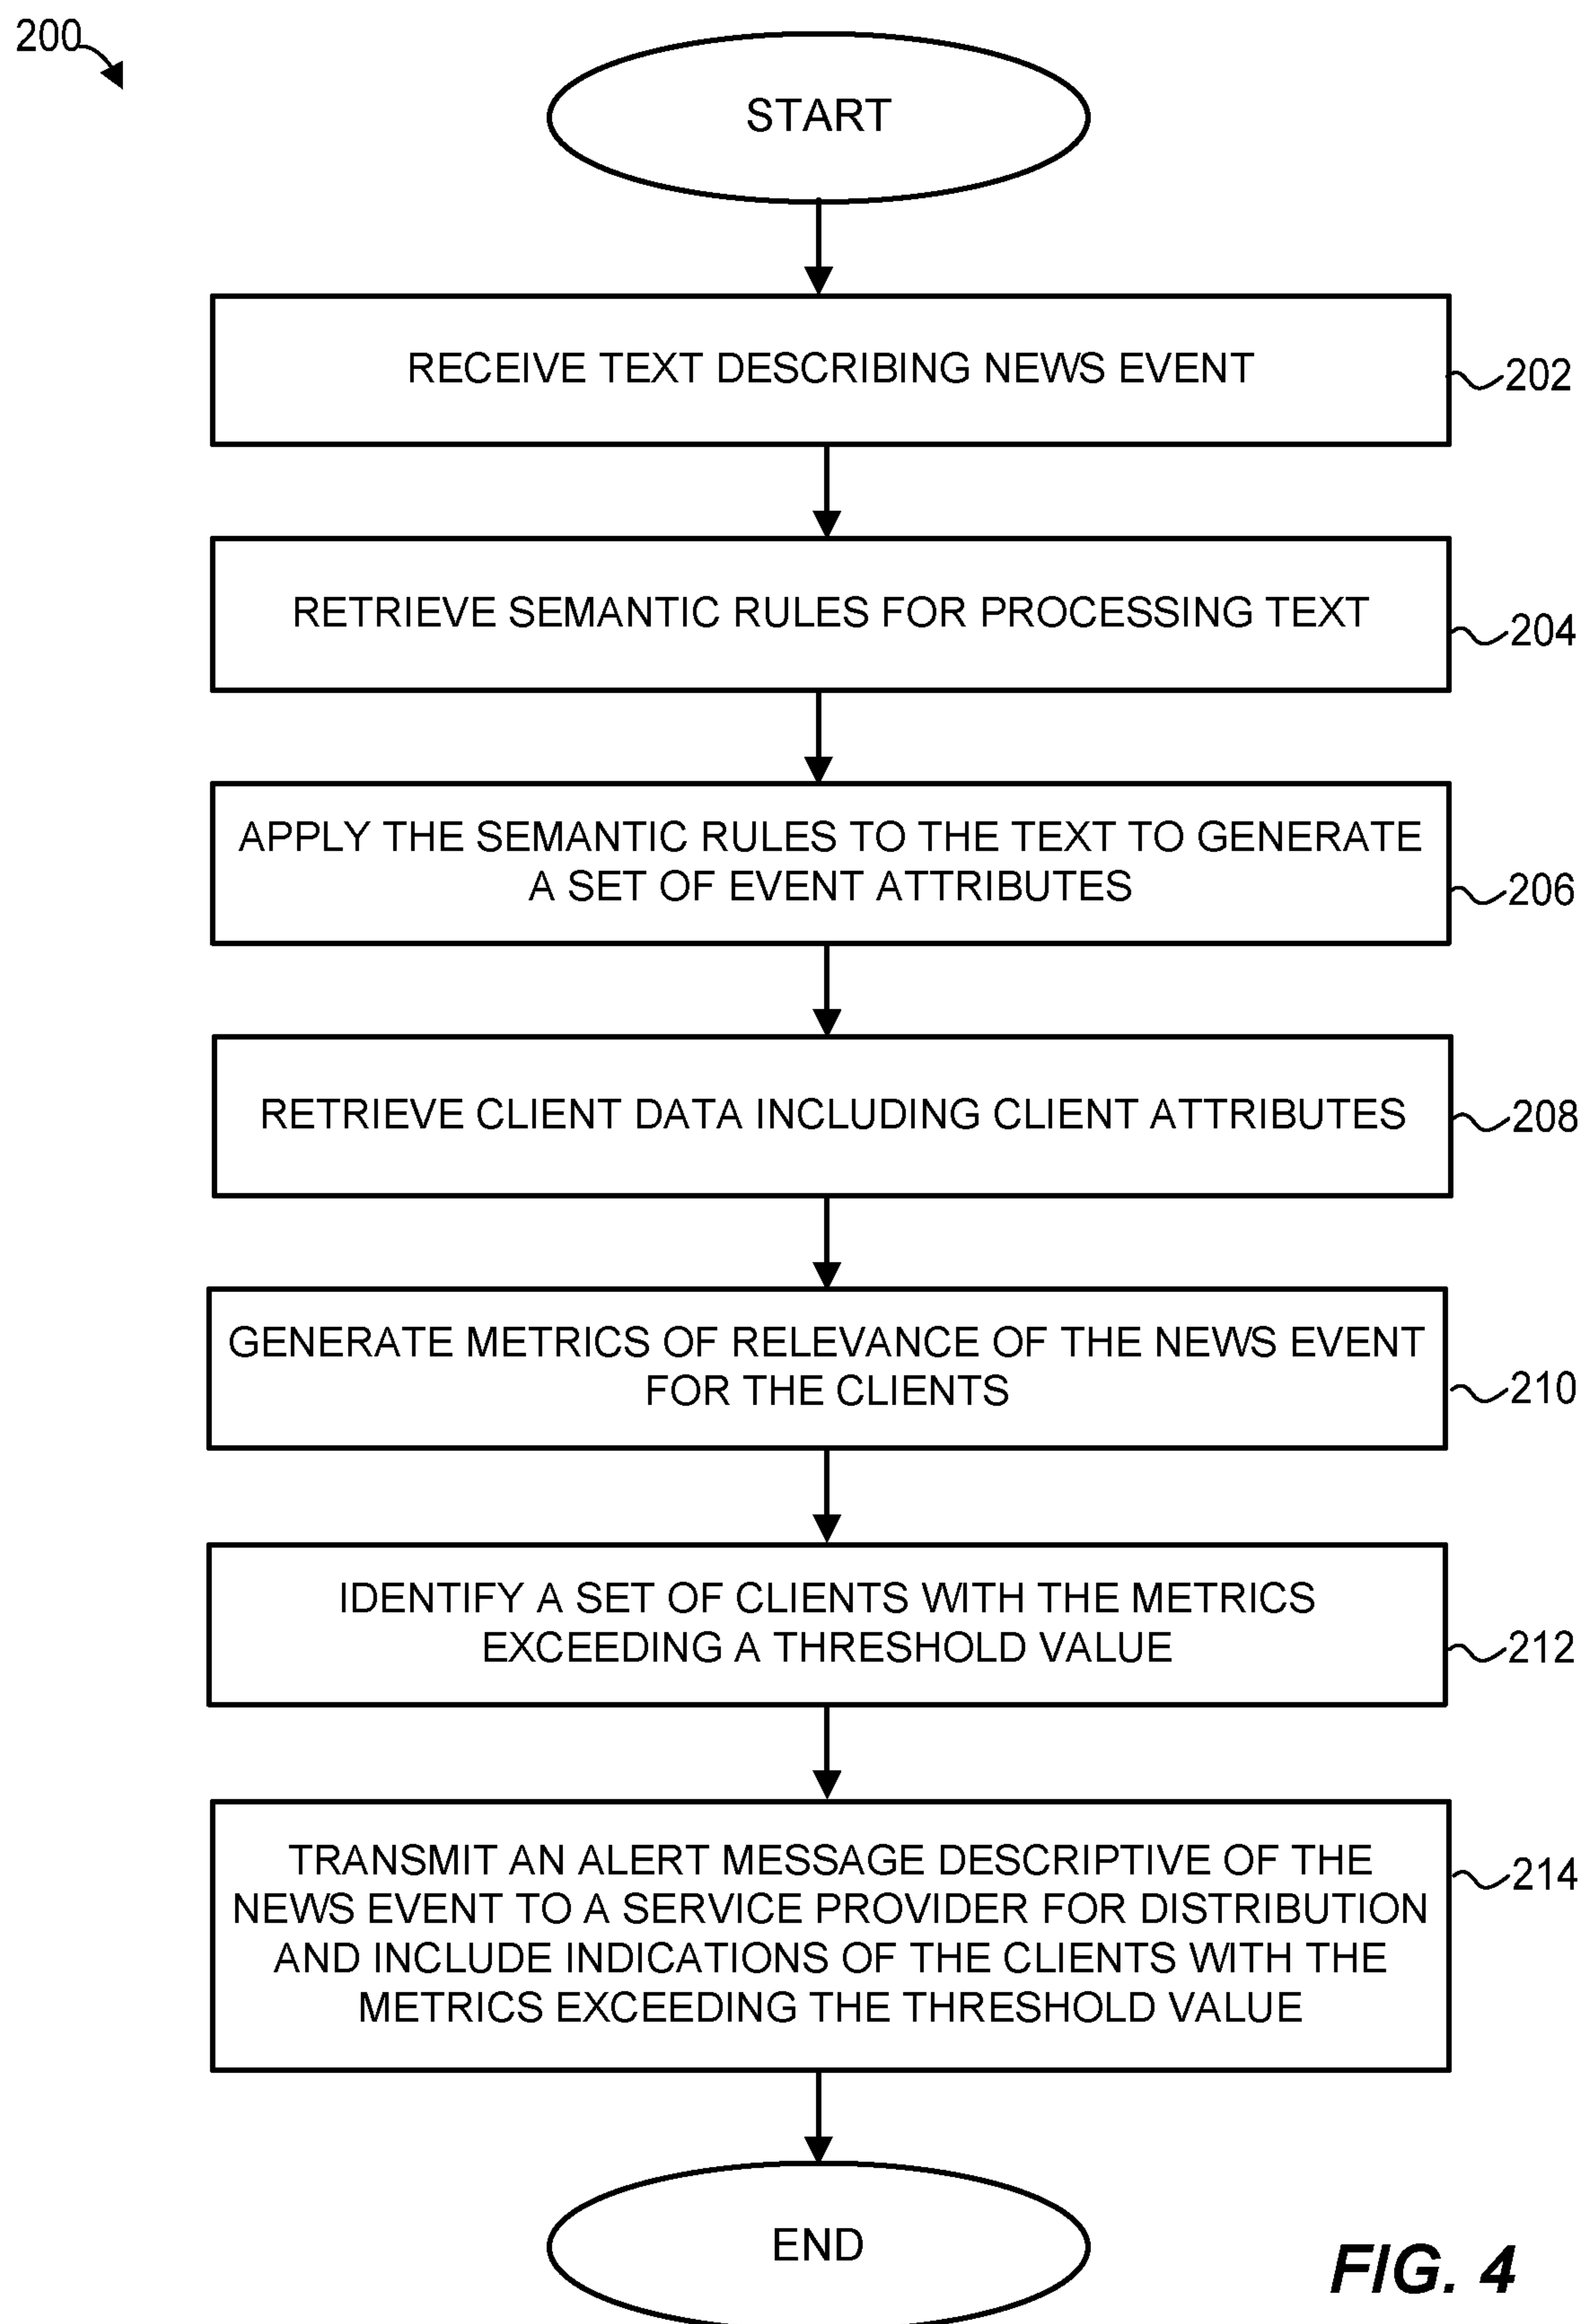 200
START
RECEIVE TEXT DESCRIBING NEWS EVENT
202
RETRIEVE SEMANTIC RULES FOR PROCESSING TEXT
204
APPLY THE SEMANTIC RULES TO THE TEXT TO GENERATE
A SET OF EVENT ATTRIBUTES
206
RETRIEVE CLIENT DATA INCLUDING CLIENT ATTRIBUTES
208
GENERATE METRICS OF RELEVANCE OF THE NEWS EVENT
FOR THE CLIENTS
210
IDENTIFY A SET OF CLIENTS WITH THE METRICS
EXCEEDING A THRESHOLD VALUE
212
TRANSMIT AN ALERT MESSAGE DESCRIPTIVE OF THE
NEWS EVENT TO A SERVICE PROVIDER FOR DISTRIBUTION
AND INCLUDE INDICATIONS OF THE CLIENTS WITH THE
METRICS EXCEEDING THE THRESHOLD VALUE
214
END
FIG. 4